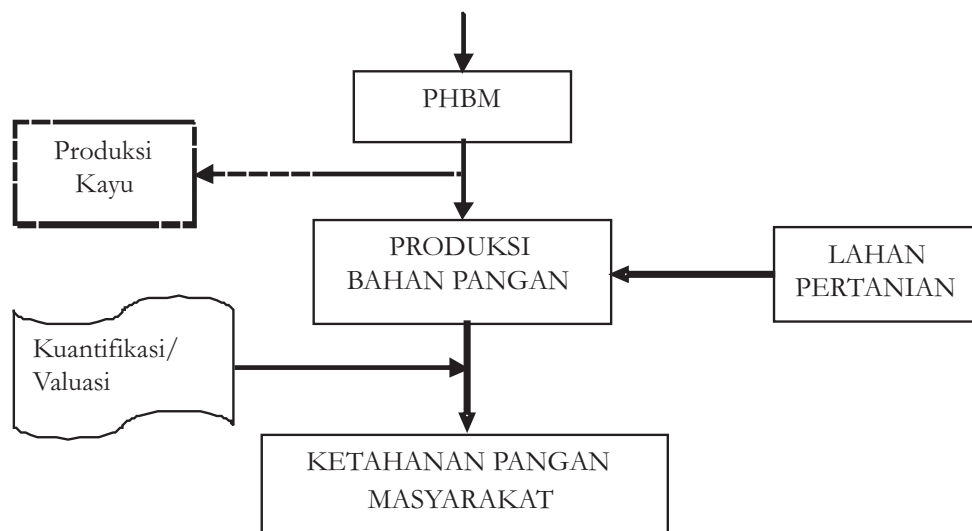 PHBM
Produksi
Kayu
PRODUKSI
BAHAN PANGAN
LAHAN
PERTANIAN
Kuantifikasi/
Valuasi
KETAHANAN PANGAN
MASYARAKAT